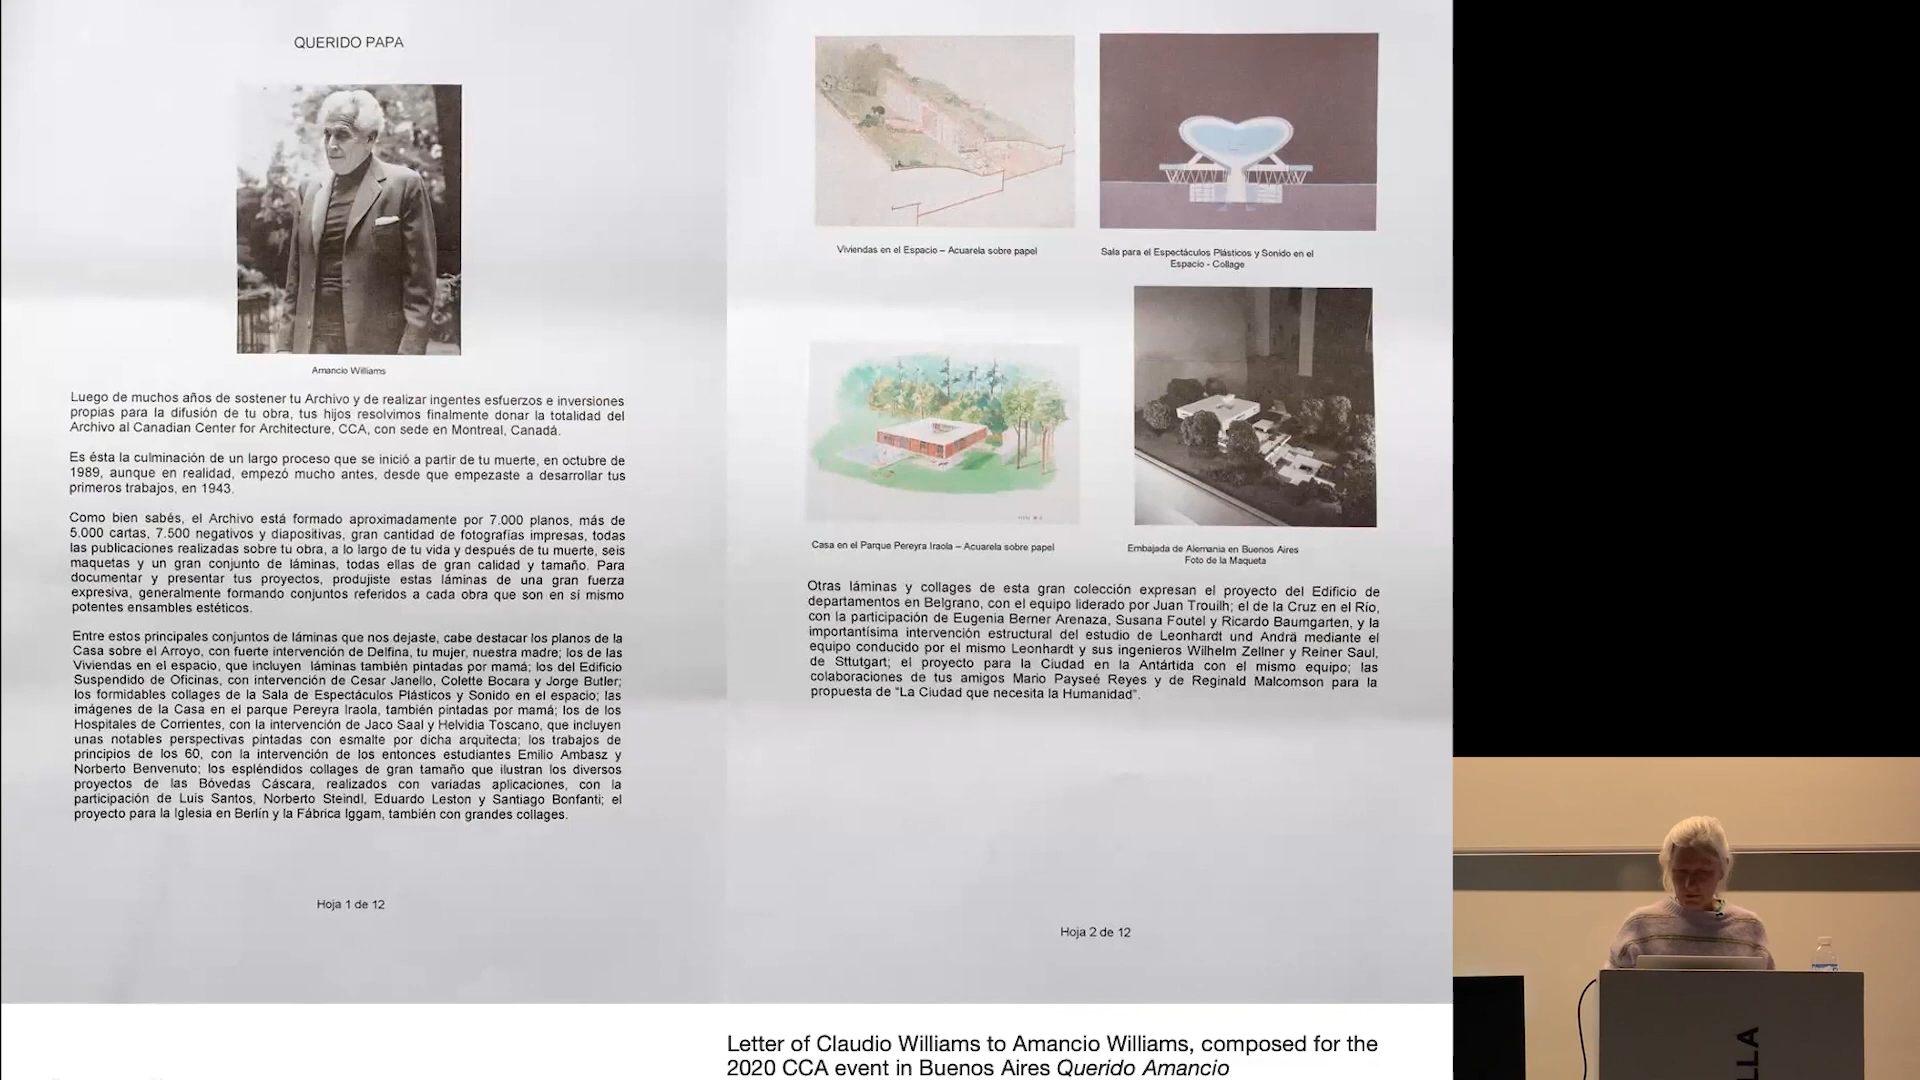 QUERIDO PAPA
Amancio Williams
Luego de muchos años de sostener tu Archivo y de realizar ingentes esfuerzos e inversiones
propias para la difusión de tu obra, tus hijos resolvimos finalmente donar la totalidad del
Archivo al Canadian Center for Architecture, CCA, con sede en Montreal, Canadá.
Es ésta la culminación de un largo proceso que se inició a partir de tu muerte, en octubre de
1989, aunque en realidad, empezó mucho antes, desde que empezaste a desarrollar tus
primeros trabajos, en 1943.
Como bien sabés, el Archivo está formado aproximadamente por 7.000 planos, más de
5.000 cartas, 7.500 negativos y diapositivas, gran cantidad de fotografías impresas, todas
las publicaciones realizadas sobre tu obra, a lo largo de tu vida y después de tu muerte, seis
maquetas y un gran conjunto de láminas, todas ellas de gran calidad y tamaño. Para
documentar y presentar tus proyectos, produjiste estas láminas de una gran fuerza
expresiva, generalmente formando conjuntos referidos a cada obra que son en sí mismo
potentes ensambles estéticos.
Entre estos principales conjuntos de láminas que nos dejaste, cabe destacar los planos de la
Casa sobre el Arroyo, con fuerte intervención de Delfina, tu mujer, nuestra madre; los de las
Viviendas en el espacio, que incluyen láminas también pintadas por mamá; los del Edificio
Suspendido de Oficinas, con intervención de Cesar Janello, Colette Bocara y Jorge Butler;
los formidables collages de la Sala de Espectáculos Plásticos y Sonido en el espacio; las
imágenes de la Casa en el parque Pereyra Iraola, también pintadas por mamá; los de los
Hospitales de Corrientes, con la intervención de Jaco Saal y Helvidia Toscano, que incluyen
unas notables perspectivas pintadas con esmalte por dicha arquitecta; los trabajos de
principios de los 60, con la intervención de los entonces estudiantes Emilio Ambasz y
Norberto Benvenuto; los espléndidos collages de gran tamaño que ilustran los diversos
proyectos de las Bóvedas Cáscara, realizados con variadas aplicaciones, con la
participación de Luis Santos, Norberto Steindl, Eduardo Leston y Santiago Bonfanti; el
proyecto para la Iglesia en Berlín y la Fábrica Iggam, también con grandes collages.
Hoja 1 de 12
Viviendas en el Espacio – Acuarela sobre papel
Sala para el Espectáculos Plásticos y Sonido en el
Espacio - Collage
Casa en el Parque Pereyra Iraola – Acuarela sobre papel
Embajada de Alemania en Buenos Aires
Foto de la Maqueta
Otras láminas y collages de esta gran colección expresan el proyecto del Edificio de
departamentos en Belgrano, con el equipo liderado por Juan Trouilh; el de la Cruz en el Río,
con la participación de Eugenia Berner Arenaza, Susana Foutel y Ricardo Baumgarten, y la
importantísima intervención estructural del estudio de Leonhardt und Andrä mediante el
equipo conducido por el mismo Leonhardt y sus ingenieros Wilhelm Zellner y Reiner Saul,
de Sttutgart; el proyecto para la Ciudad en la Antártida con el mismo equipo; las
colaboraciones de tus amigos Mario Payseé Reyes y de Reginald Malcomson para la
propuesta de “La Ciudad que necesita la Humanidad”.
Hoja 2 de 12
Letter of Claudio Williams to Amancio Williams, composed for the
2020 CCA event in Buenos Aires Querido Amancio
LLA